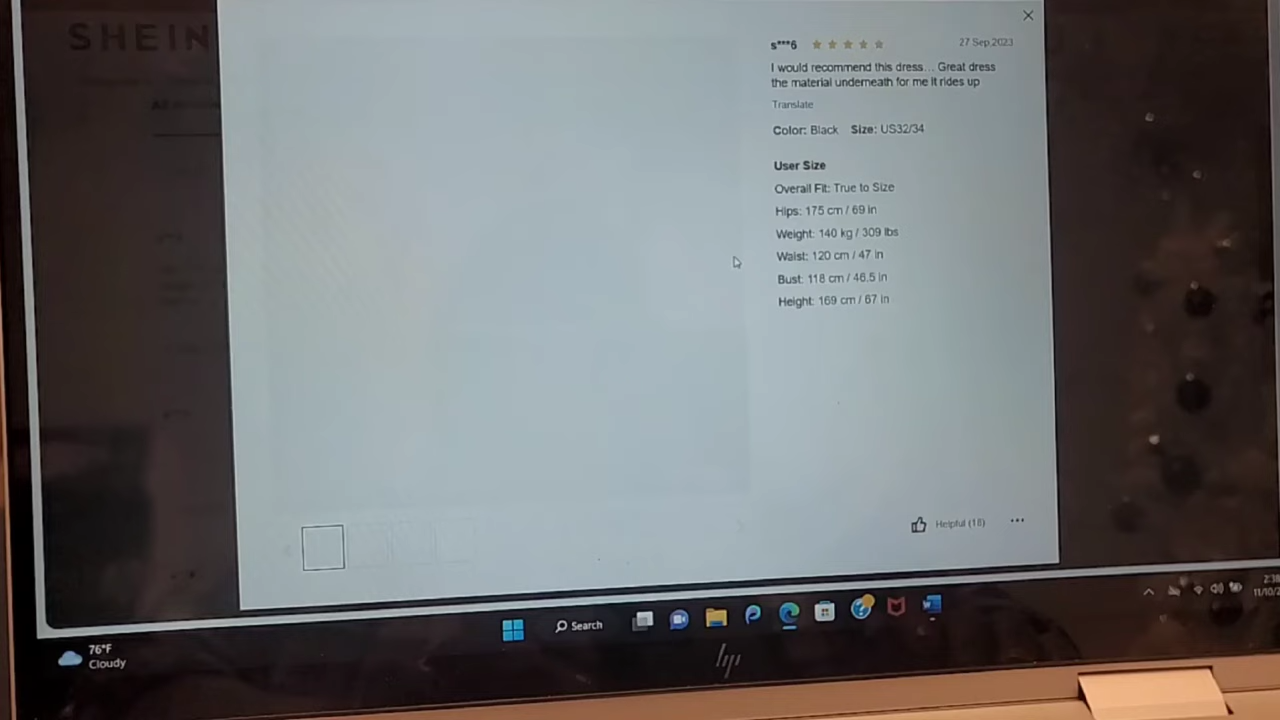 SHEIN
s***6
27 Sep,2023
I would recommend this dress... Great dress
the material underneath for me It rides up
Translate
Color: Black Size: US32/34
User Size
Overall Fit: True to Size
Hips: 175 cm / 69 in
Weight: 140 kg / 309 lbs
Waist: 120 cm / 47 in
Bust: 118 cm / 46.5 in
Height: 169 cm / 67 in
Helpful (18)
76°F
Cloudy
Search
hp